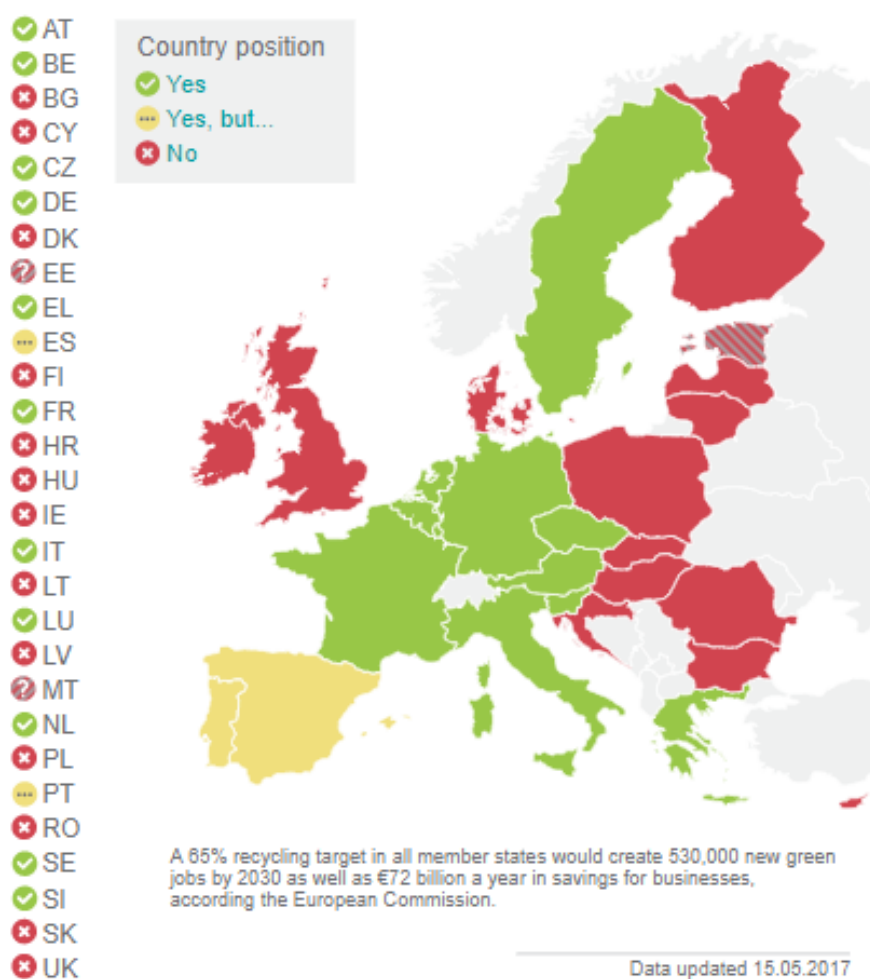 AT
BE
BG
CY
CZ
DE
DK
EE
EL
ES
FI
FR
HR
HU
IE
IT
LT
LU
LV
MT
NL
PL
PT
RO
SE
SI
SK
UK
Country position
Yes
Yes, but...
No
A 65% recycling target in all member states would create 530,000 new green
jobs by 2030 as well as €72 billion a year in savings for businesses,
according the European Commission.
Data updated 15.05.2017